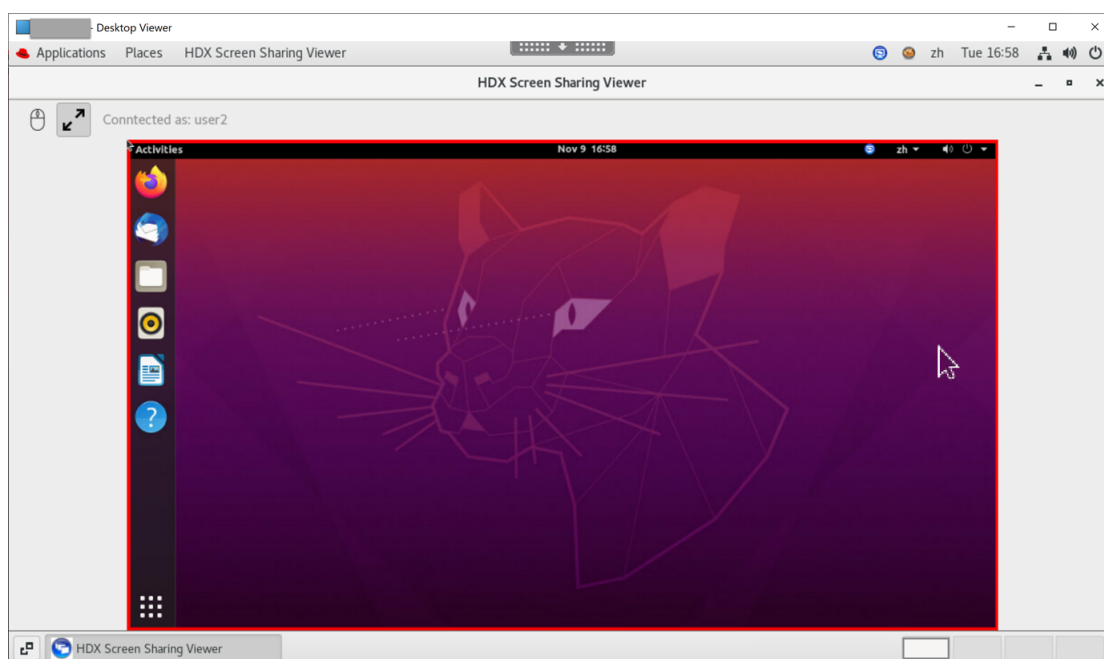 - Desktop Viewer
Applications Places HDX Screen Sharing Viewer zh Tue 16:58
HDX Screen Sharing Viewer
Conntected as: user2
Activities Nov 9 16:58 zh
?
HDX Screen Sharing Viewer